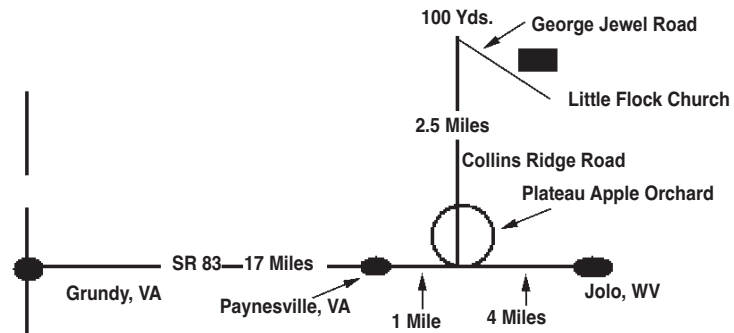 100 Yds.
George Jewel Road
Little Flock Church
2.5 Miles
Collins Ridge Road
Plateau Apple Orchard
SR 83 17 Miles
Grundy, VA
Paynesville, VA
Jolo, WV
1 Mile
4 Miles